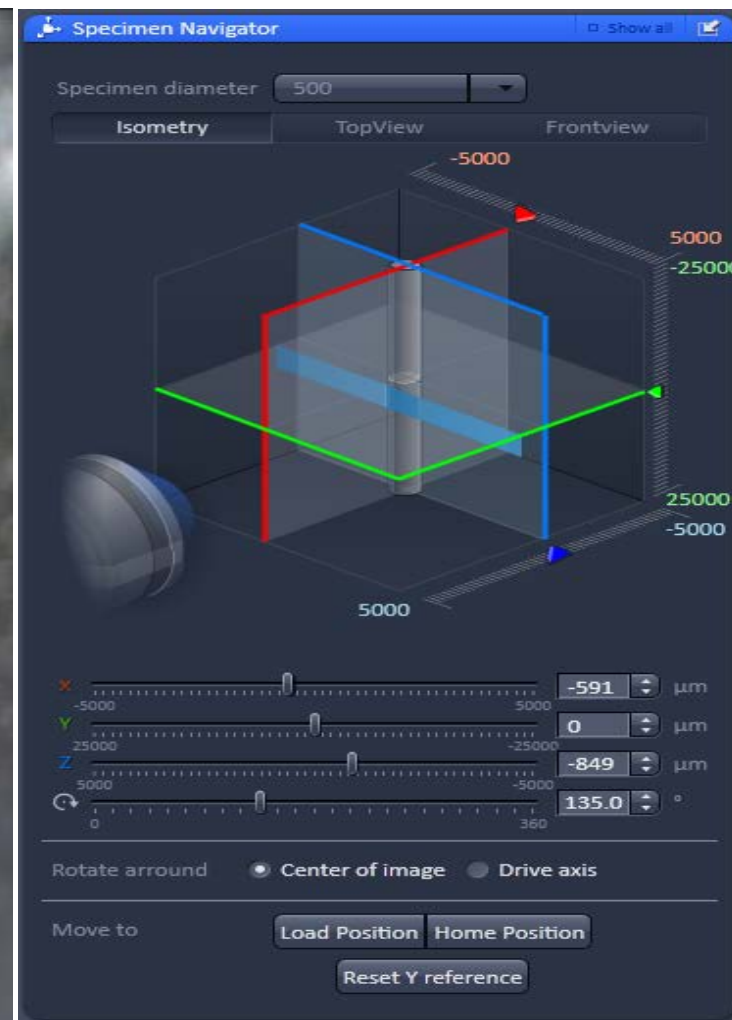 Specimen Navigator Show all
Specimen diameter 500
Isometry TopView Frontview
-5000
5000
-25000
25000
-5000
5000
X -591 µm
-5000 5000
Y 0 µm
25000 -25000
Z -849 µm
5000 -5000
135.0 °
0 360
Rotate arround Center of image Drive axis
Move to Load Position Home Position
Reset Y reference